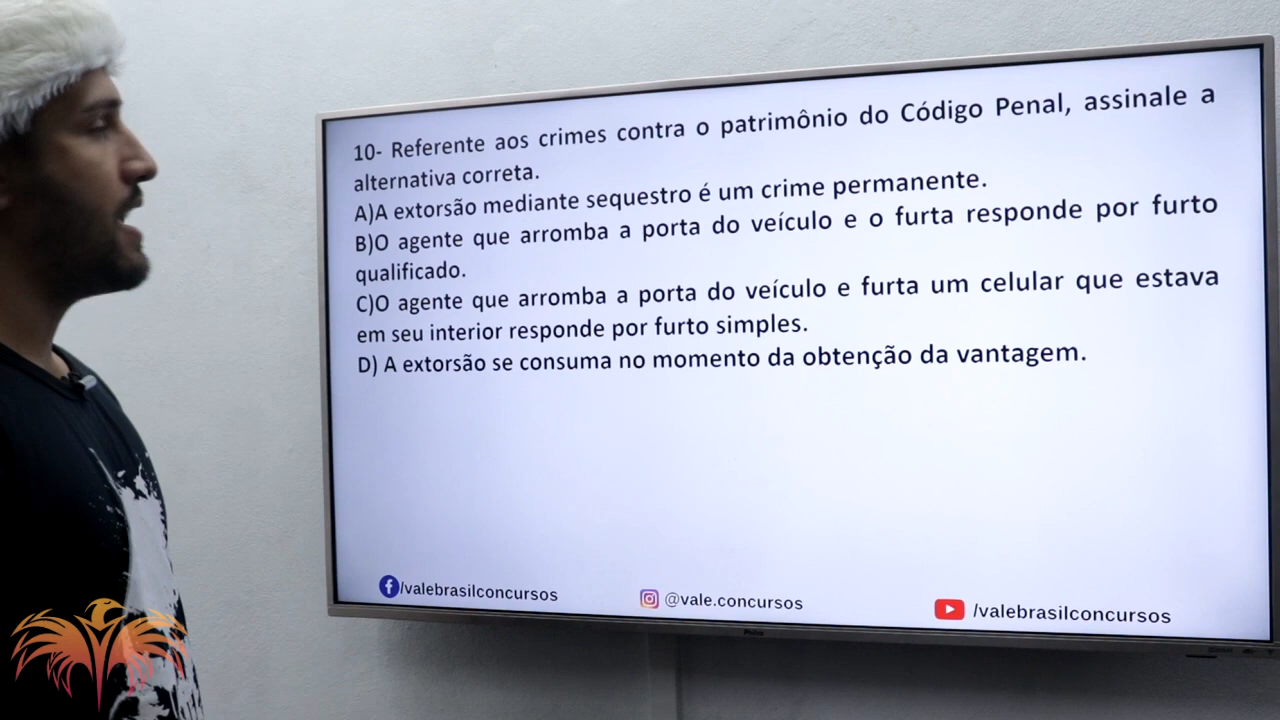 10- Referente aos crimes contra o patrimônio do Código Penal, assinale a
alternativa correta.
A)A extorsão mediante sequestro é um crime permanente.
B)O agente que arromba a porta do veículo e o furta responde por furto
qualificado.
C)O agente que arromba a porta do veículo e furta um celular que estava
em seu interior responde por furto simples.
D) A extorsão se consuma no momento da obtenção da vantagem.
/valebrasilconcursos
@vale.concursos
/valebrasilconcursos
Philco